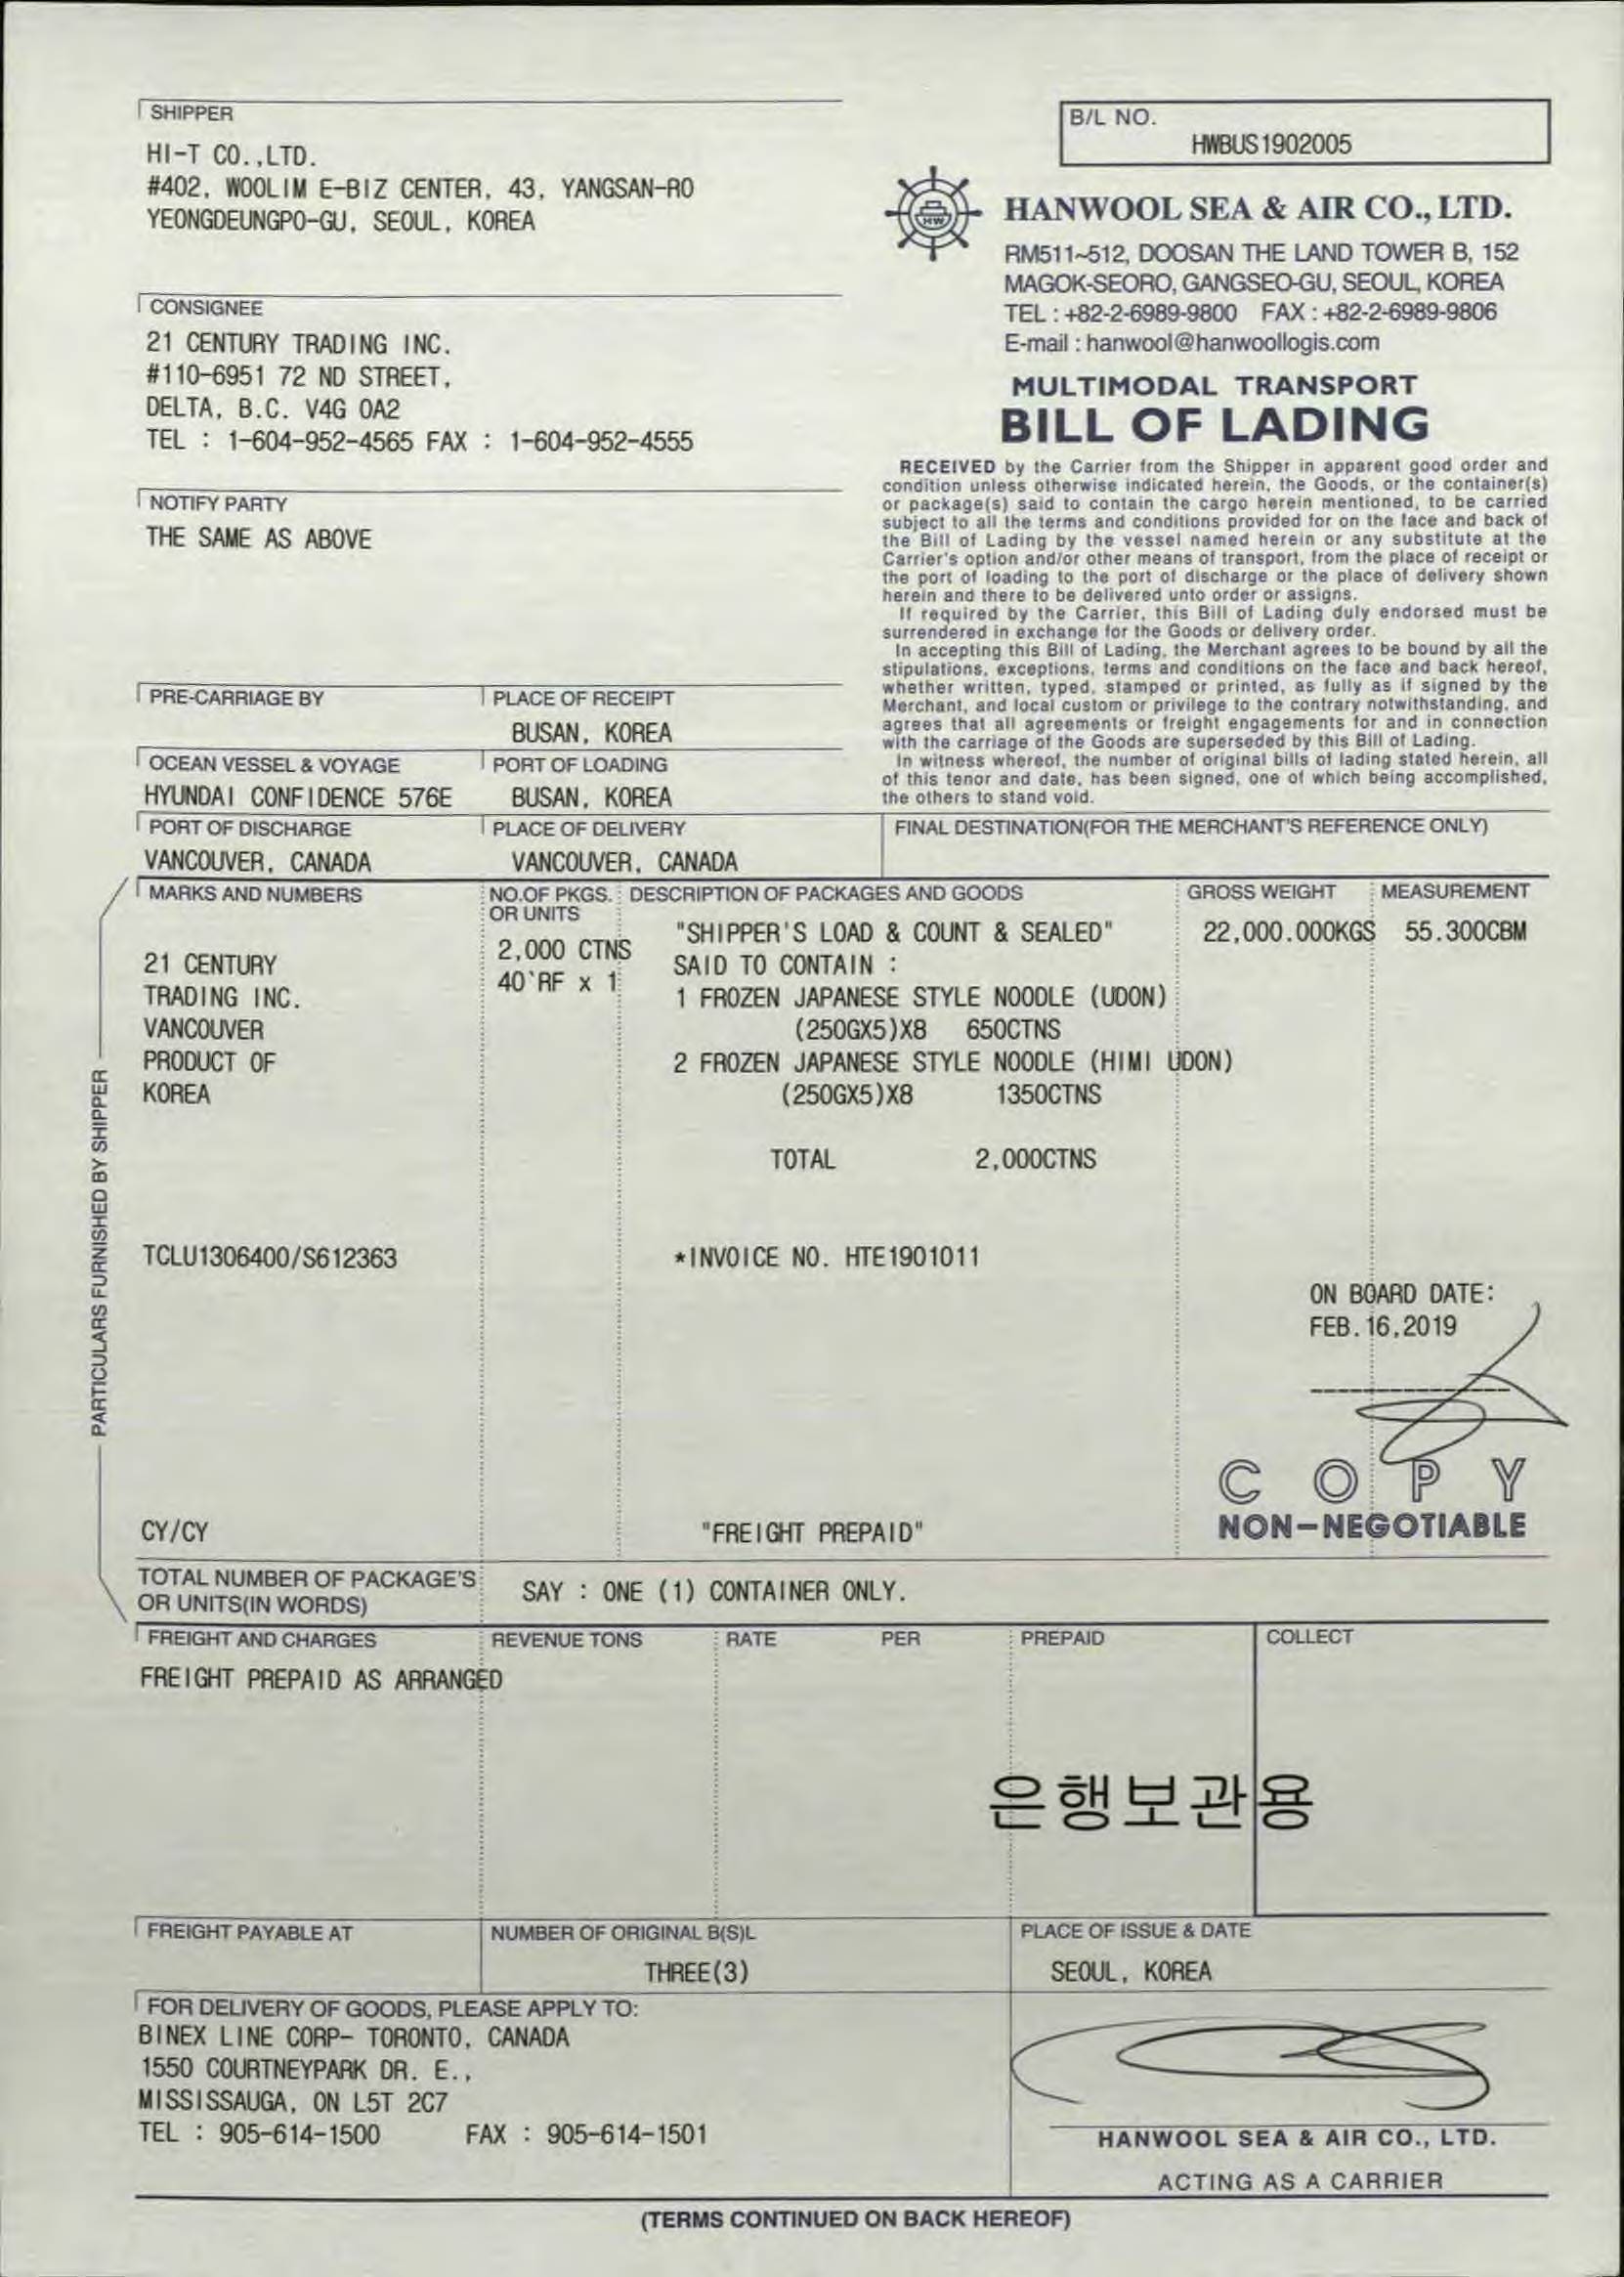 SHIPPER
HI-T CO.,LTD.
#402, WOOLIM E-BIZ CENTER, 43, YANGSAN-RO
YEONGDEUNGPO-GU, SEOUL, KOREA
B/L NO.
HWBUS1902005
HW
HANWOOL SEA & AIR CO., LTD.
RM511~512, DOOSAN THE LAND TOWER B, 152
MAGOK-SEORO, GANGSEO-GU, SEOUL, KOREA
TEL : +82-2-6989-9800 FAX : +82-2-6989-9806
E-mail : hanwool@hanwoollogis.com
CONSIGNEE
21 CENTURY TRADING INC.
#110-6951 72 ND STREET,
DELTA, B.C. V4G 0A2
TEL : 1-604-952-4565 FAX : 1-604-952-4555
MULTIMODAL TRANSPORT
BILL OF LADING
RECEIVED by the Carrier from the Shipper in apparent good order and
condition unless otherwise indicated herein, the Goods, or the container(s)
or package(s) said to contain the cargo herein mentioned, to be carried
subject to all the terms and conditions provided for on the face and back of
the Bill of Lading by the vessel named herein or any substitute at the
Carrier's option and/or other means of transport, from the place of receipt or
the port of loading to the port of discharge or the place of delivery shown
herein and there to be delivered unto order or assigns.
If required by the Carrier, this Bill of Lading duly endorsed must be
surrendered in exchange for the Goods or delivery order.
In accepting this Bill of Lading, the Merchant agrees to be bound by all the
stipulations, exceptions, terms and conditions on the face and back hereof,
whether written, typed, stamped or printed, as fully as if signed by the
Merchant, and local custom or privilege to the contrary notwithstanding, and
agrees that all agreements or freight engagements for and in connection
with the carriage of the Goods are superseded by this Bill of Lading.
In witness whereof, the number of original bills of lading stated herein, all
of this tenor and date, has been signed, one of which being accomplished,
the others to stand void.
NOTIFY PARTY
THE SAME AS ABOVE
PRE-CARRIAGE BY PLACE OF RECEIPT
BUSAN, KOREA
OCEAN VESSEL & VOYAGE PORT OF LOADING
HYUNDAI CONFIDENCE 576E BUSAN, KOREA
PORT OF DISCHARGE PLACE OF DELIVERY FINAL DESTINATION(FOR THE MERCHANT'S REFERENCE ONLY)
VANCOUVER, CANADA VANCOUVER, CANADA
PARTICULARS FURNISHED BY SHIPPER
MARKS AND NUMBERS NO.OF PKGS. DESCRIPTION OF PACKAGES AND GOODS GROSS WEIGHT MEASUREMENT
OR UNITS
"SHIPPER'S LOAD & COUNT & SEALED" 22,000.000KGS 55.300CBM
2,000 CTNS
21 CENTURY SAID TO CONTAIN :
40`RF x 1
TRADING INC. 1 FROZEN JAPANESE STYLE NOODLE (UDON)
VANCOUVER (250GX5)X8 650CTNS
PRODUCT OF 2 FROZEN JAPANESE STYLE NOODLE (HIMI UDON)
KOREA (250GX5)X8 1350CTNS
TOTAL 2,000CTNS
TCLU1306400/S612363 *INVOICE NO. HTE1901011
ON BOARD DATE:
FEB.16,2019
COPY
NON-NEGOTIABLE
CY/CY "FREIGHT PREPAID"
TOTAL NUMBER OF PACKAGE'S
OR UNITS(IN WORDS)
SAY : ONE (1) CONTAINER ONLY.
FREIGHT AND CHARGES REVENUE TONS RATE PER PREPAID COLLECT
FREIGHT PREPAID AS ARRANGED
은행보관용
FREIGHT PAYABLE AT NUMBER OF ORIGINAL B(S)L PLACE OF ISSUE & DATE
THREE(3) SEOUL, KOREA
FOR DELIVERY OF GOODS, PLEASE APPLY TO:
BINEX LINE CORP- TORONTO, CANADA
1550 COURTNEYPARK DR. E.,
MISSISSAUGA, ON L5T 2C7
TEL : 905-614-1500 FAX : 905-614-1501
HANWOOL SEA & AIR CO., LTD.
ACTING AS A CARRIER
(TERMS CONTINUED ON BACK HEREOF)